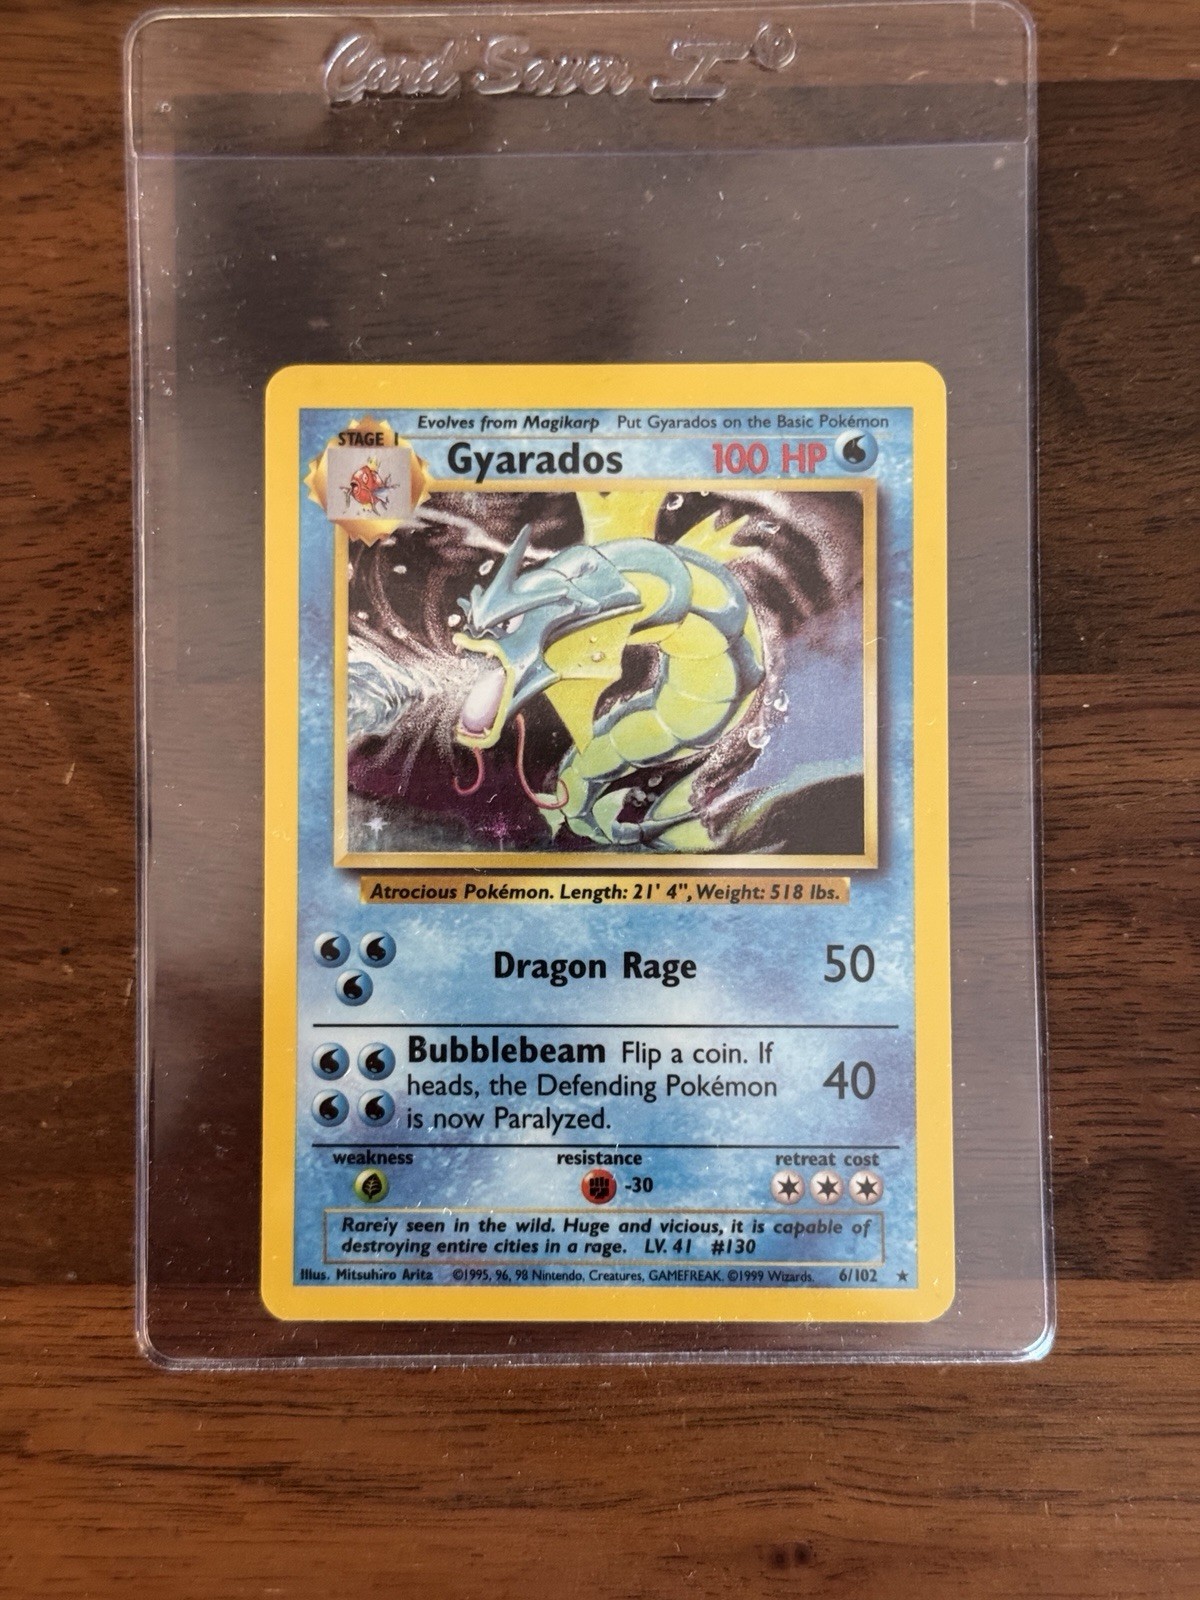 Card Saver I®
Evolves from Magikarp Put Gyarados on the Basic Pokémon
STAGE 1
Gyarados 100 HP
Atrocious Pokémon. Length: 21' 4", Weight: 518 lbs.
Dragon Rage 50
Bubblebeam Flip a coin. If
heads, the Defending Pokémon
is now Paralyzed.
40
weakness resistance retreat cost
-30
Rarely seen in the wild. Huge and vicious, it is capable of
destroying entire cities in a rage. LV. 41 #130
Illus. Mitsuhiro Arita ©1995, 96, 98 Nintendo, Creatures, GAMEFREAK. ©1999 Wizards. 6/102 ★